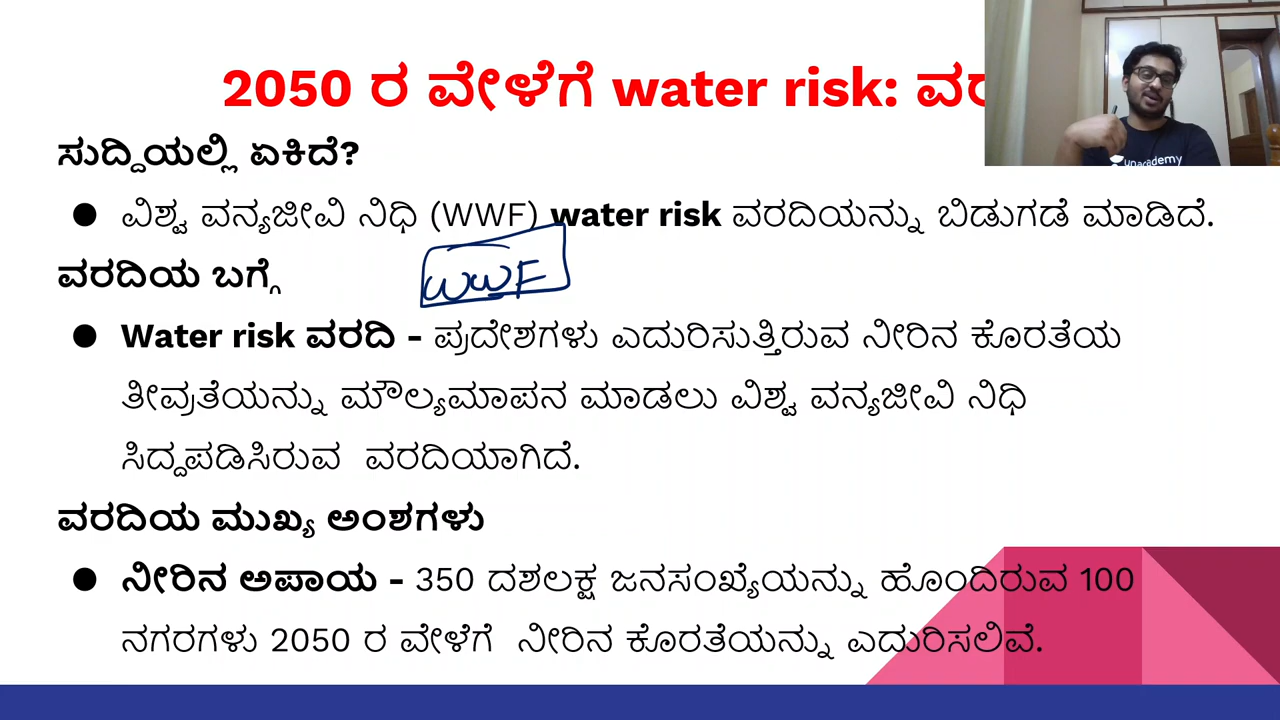 2050 ರ ವೇಳೆಗೆ water risk:
ಸುದ್ದಿಯಲ್ಲಿ ಏಕಿದೆ?
● ವಿಶ್ವ ವನ್ಯಜೀವಿ ನಿಧಿ (WWF) water risk ವರದಿಯನ್ನು ಬಿಡುಗಡೆ ಮಾಡಿದೆ.
ವರದಿಯ ಬಗ್ಗೆ
WWF
● Water risk ವರದಿ - ಪ್ರದೇಶಗಳು ಎದುರಿಸುತ್ತಿರುವ ನೀರಿನ ಕೊರತೆಯ
ತೀವ್ರತೆಯನ್ನು ಮೌಲ್ಯಮಾಪನ ಮಾಡಲು ವಿಶ್ವ ವನ್ಯಜೀವಿ ನಿಧಿ
ಸಿದ್ದಪಡಿಸಿರುವ ವರದಿಯಾಗಿದೆ.
ವರದಿಯ ಮುಖ್ಯ ಅಂಶಗಳು
● ನೀರಿನ ಅಪಾಯ - 350 ದಶಲಕ್ಷ ಜನಸಂಖ್ಯೆಯನ್ನು ಹೊಂದಿರುವ 100
ನಗರಗಳು 2050 ರ ವೇಳೆಗೆ ನೀರಿನ ಕೊರತೆಯನ್ನು ಎದುರಿಸಲಿವೆ.
unacademy